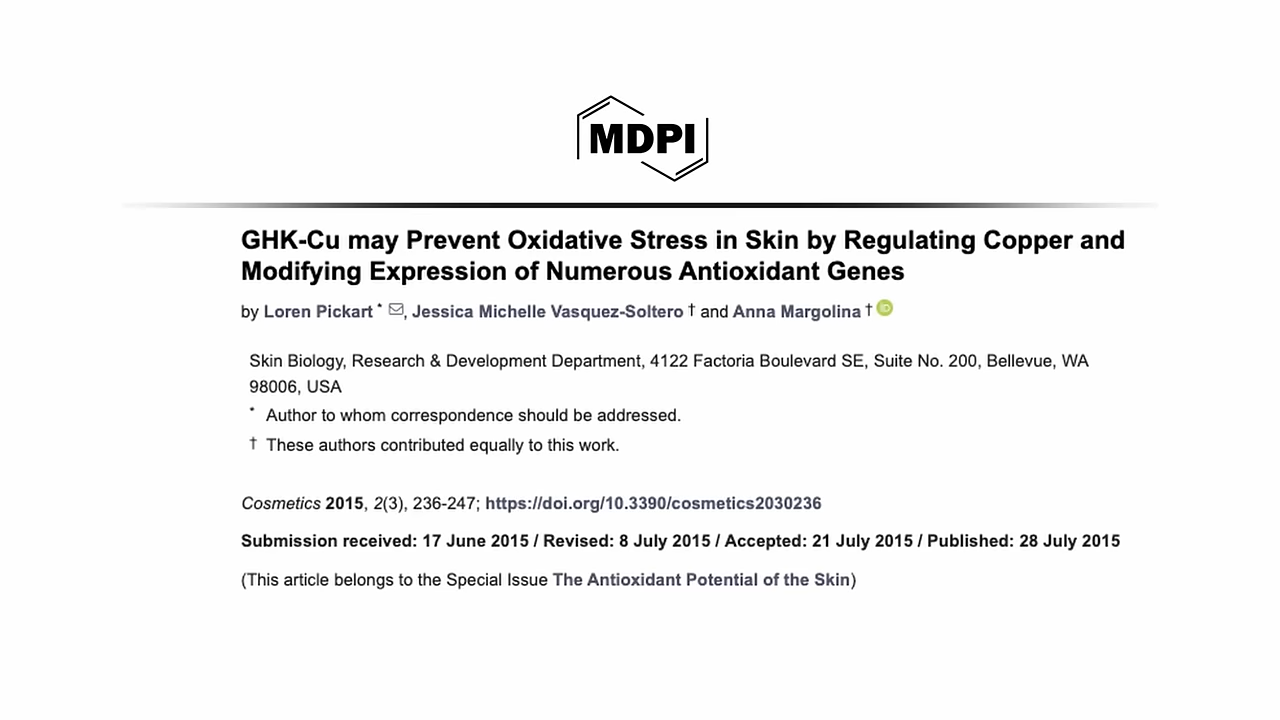 MDPI
GHK-Cu may Prevent Oxidative Stress in Skin by Regulating Copper and
Modifying Expression of Numerous Antioxidant Genes
by Loren Pickart * , Jessica Michelle Vasquez-Soltero † and Anna Margolina † iD
Skin Biology, Research & Development Department, 4122 Factoria Boulevard SE, Suite No. 200, Bellevue, WA
98006, USA
* Author to whom correspondence should be addressed.
† These authors contributed equally to this work.
Cosmetics 2015, 2(3), 236-247; https://doi.org/10.3390/cosmetics2030236
Submission received: 17 June 2015 / Revised: 8 July 2015 / Accepted: 21 July 2015 / Published: 28 July 2015
(This article belongs to the Special Issue The Antioxidant Potential of the Skin)